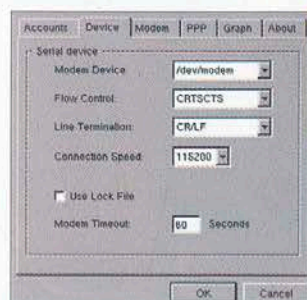 Accounts Device Modem PPP Graph About
Serial device
Modem Device /dev/modem
Flow Control: CRTSCTS
Line Termination: CR/LF
Connection Speed: 115200
Use Lock File
Modem Timeout: 60 Seconds
OK Cancel